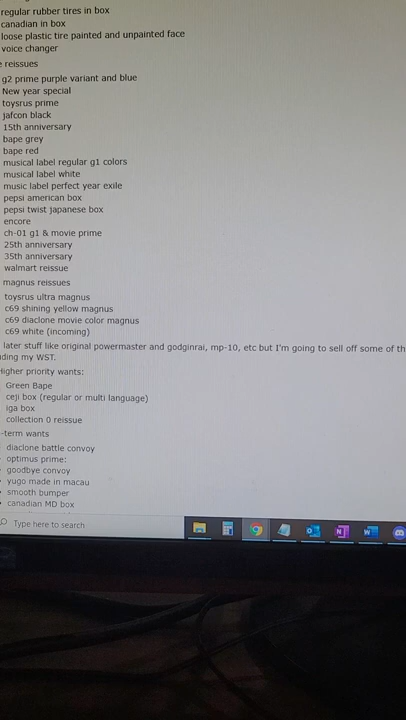 regular rubber tires in box
canadian in box
loose plastic tire painted and unpainted face
voice changer
reissues
g2 prime purple variant and blue
New year special
toysrus prime
jafcon black
15th anniversary
bape grey
bape red
musical label regular g1 colors
musical label white
music label perfect year exile
pepsi american box
pepsi twist japanese box
encore
ch-01 g1 & movie prime
25th anniversary
35th anniversary
walmart reissue
magnus reissues
toysrus ultra magnus
c69 shining yellow magnus
c69 diaclone movie color magnus
c69 white (incoming)
later stuff like original powermaster and godginrai, mp-10, etc but I'm going to sell off some of th
ding my WST.
Higher priority wants:
Green Bape
ceji box (regular or multi language)
iga box
collection 0 reissue
-term wants
diaclone battle convoy
optimus prime:
goodbye convoy
yugo made in macau
smooth bumper
canadian MD box
Type here to search